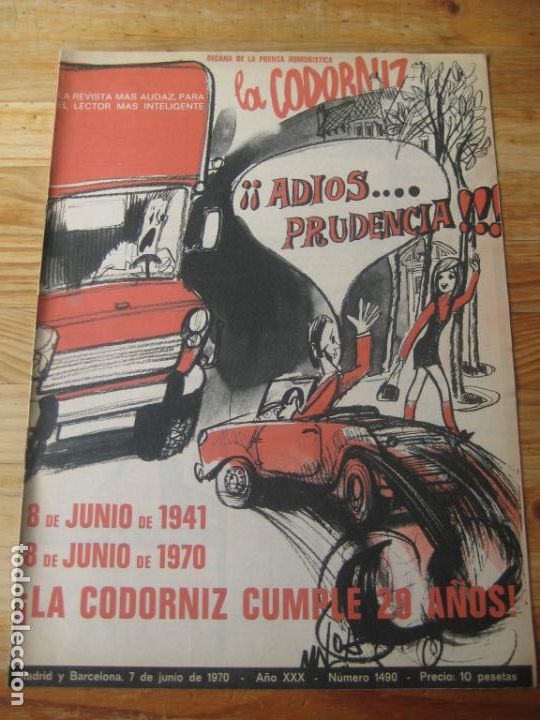 DECANA DE LA PRENSA HUMORISTICA
la CODORNIZ
LA REVISTA MAS AUDAZ, PARA
EL LECTOR MAS INTELIGENTE
¡¡ADIOS....
PRUDENCIA!!!
8 DE JUNIO DE 1941
8 DE JUNIO DE 1970
¡LA CODORNIZ CUMPLE 29 AÑOS!
Madrid y Barcelona. 7 de junio de 1970 - Año XXX - Número 1490 - Precio: 10 pesetas
todocoleccion.net